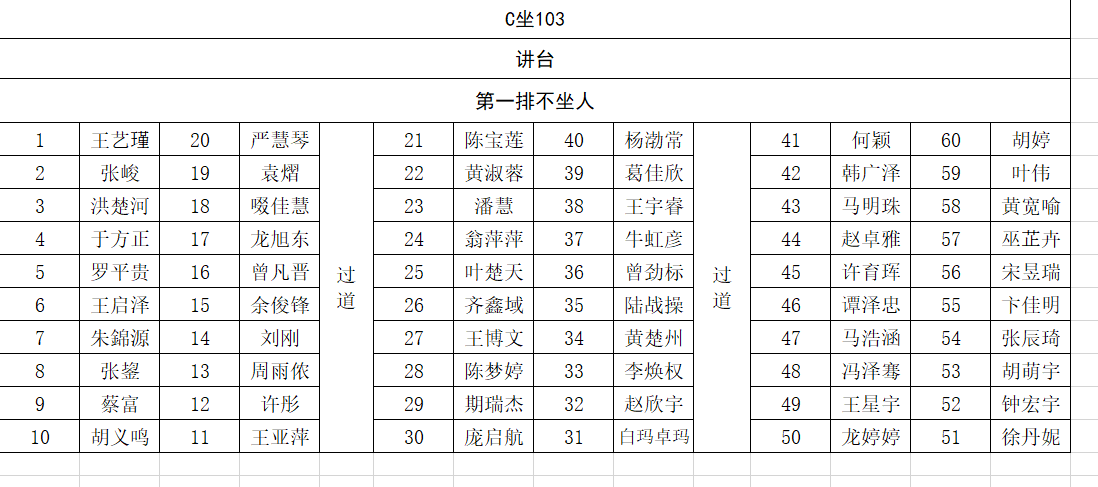 C坐103
讲台
第一排不坐人
1 王艺瑾 20 严慧琴 21 陈宝莲 40 杨渤常 41 何颖 60 胡婷
2 张峻 19 袁熠 22 黄淑蓉 39 葛佳欣 42 韩广泽 59 叶伟
3 洪楚河 18 啜佳慧 23 潘慧 38 王宇睿 43 马明珠 58 黄宽喻
4 于方正 17 龙旭东 24 翁萍萍 37 牛虹彦 44 赵卓雅 57 巫芷卉
5 罗平贵 16 曾凡晋 过道 25 叶楚天 36 曾劲标 过道 45 许育珲 56 宋昱瑞
6 王启泽 15 余俊锋 26 齐鑫域 35 陆战操 46 谭泽忠 55 卞佳明
7 朱錦源 14 刘刚 27 王博文 34 黄楚州 47 马浩涵 54 张辰琦
8 张鋆 13 周雨侬 28 陈梦婷 33 李焕权 48 冯泽骞 53 胡萌宇
9 蔡富 12 许彤 29 期瑞杰 32 赵欣宇 49 王星宇 52 钟宏宇
10 胡义鸣 11 王亚萍 30 庞启航 31 白玛卓玛 50 龙婷婷 51 徐丹妮